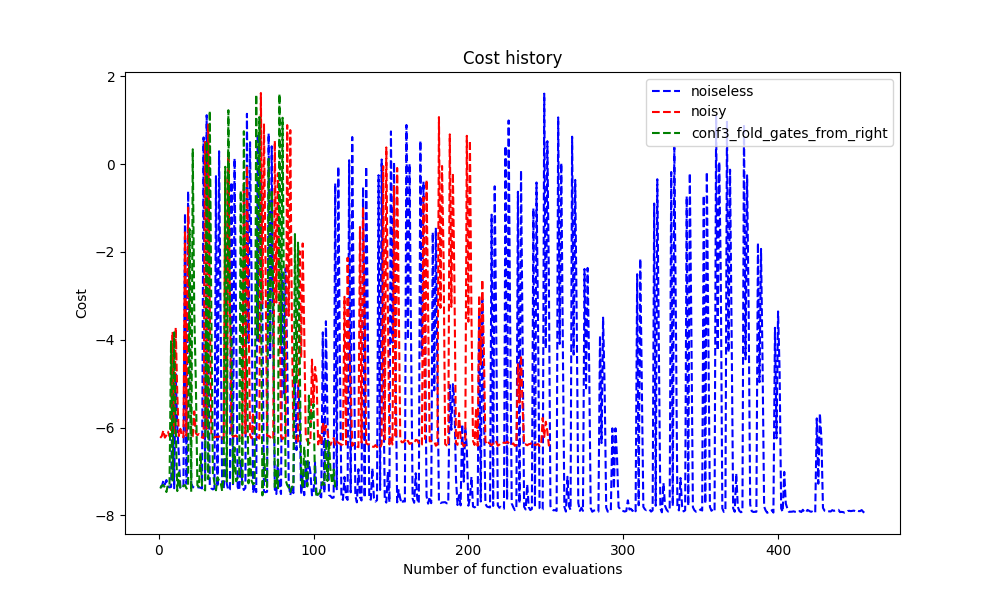 Cost history
noiseless
noisy
conf3_fold_gates_from_right
Cost
2
0
−2
−4
−6
−8
0 100 200 300 400
Number of function evaluations